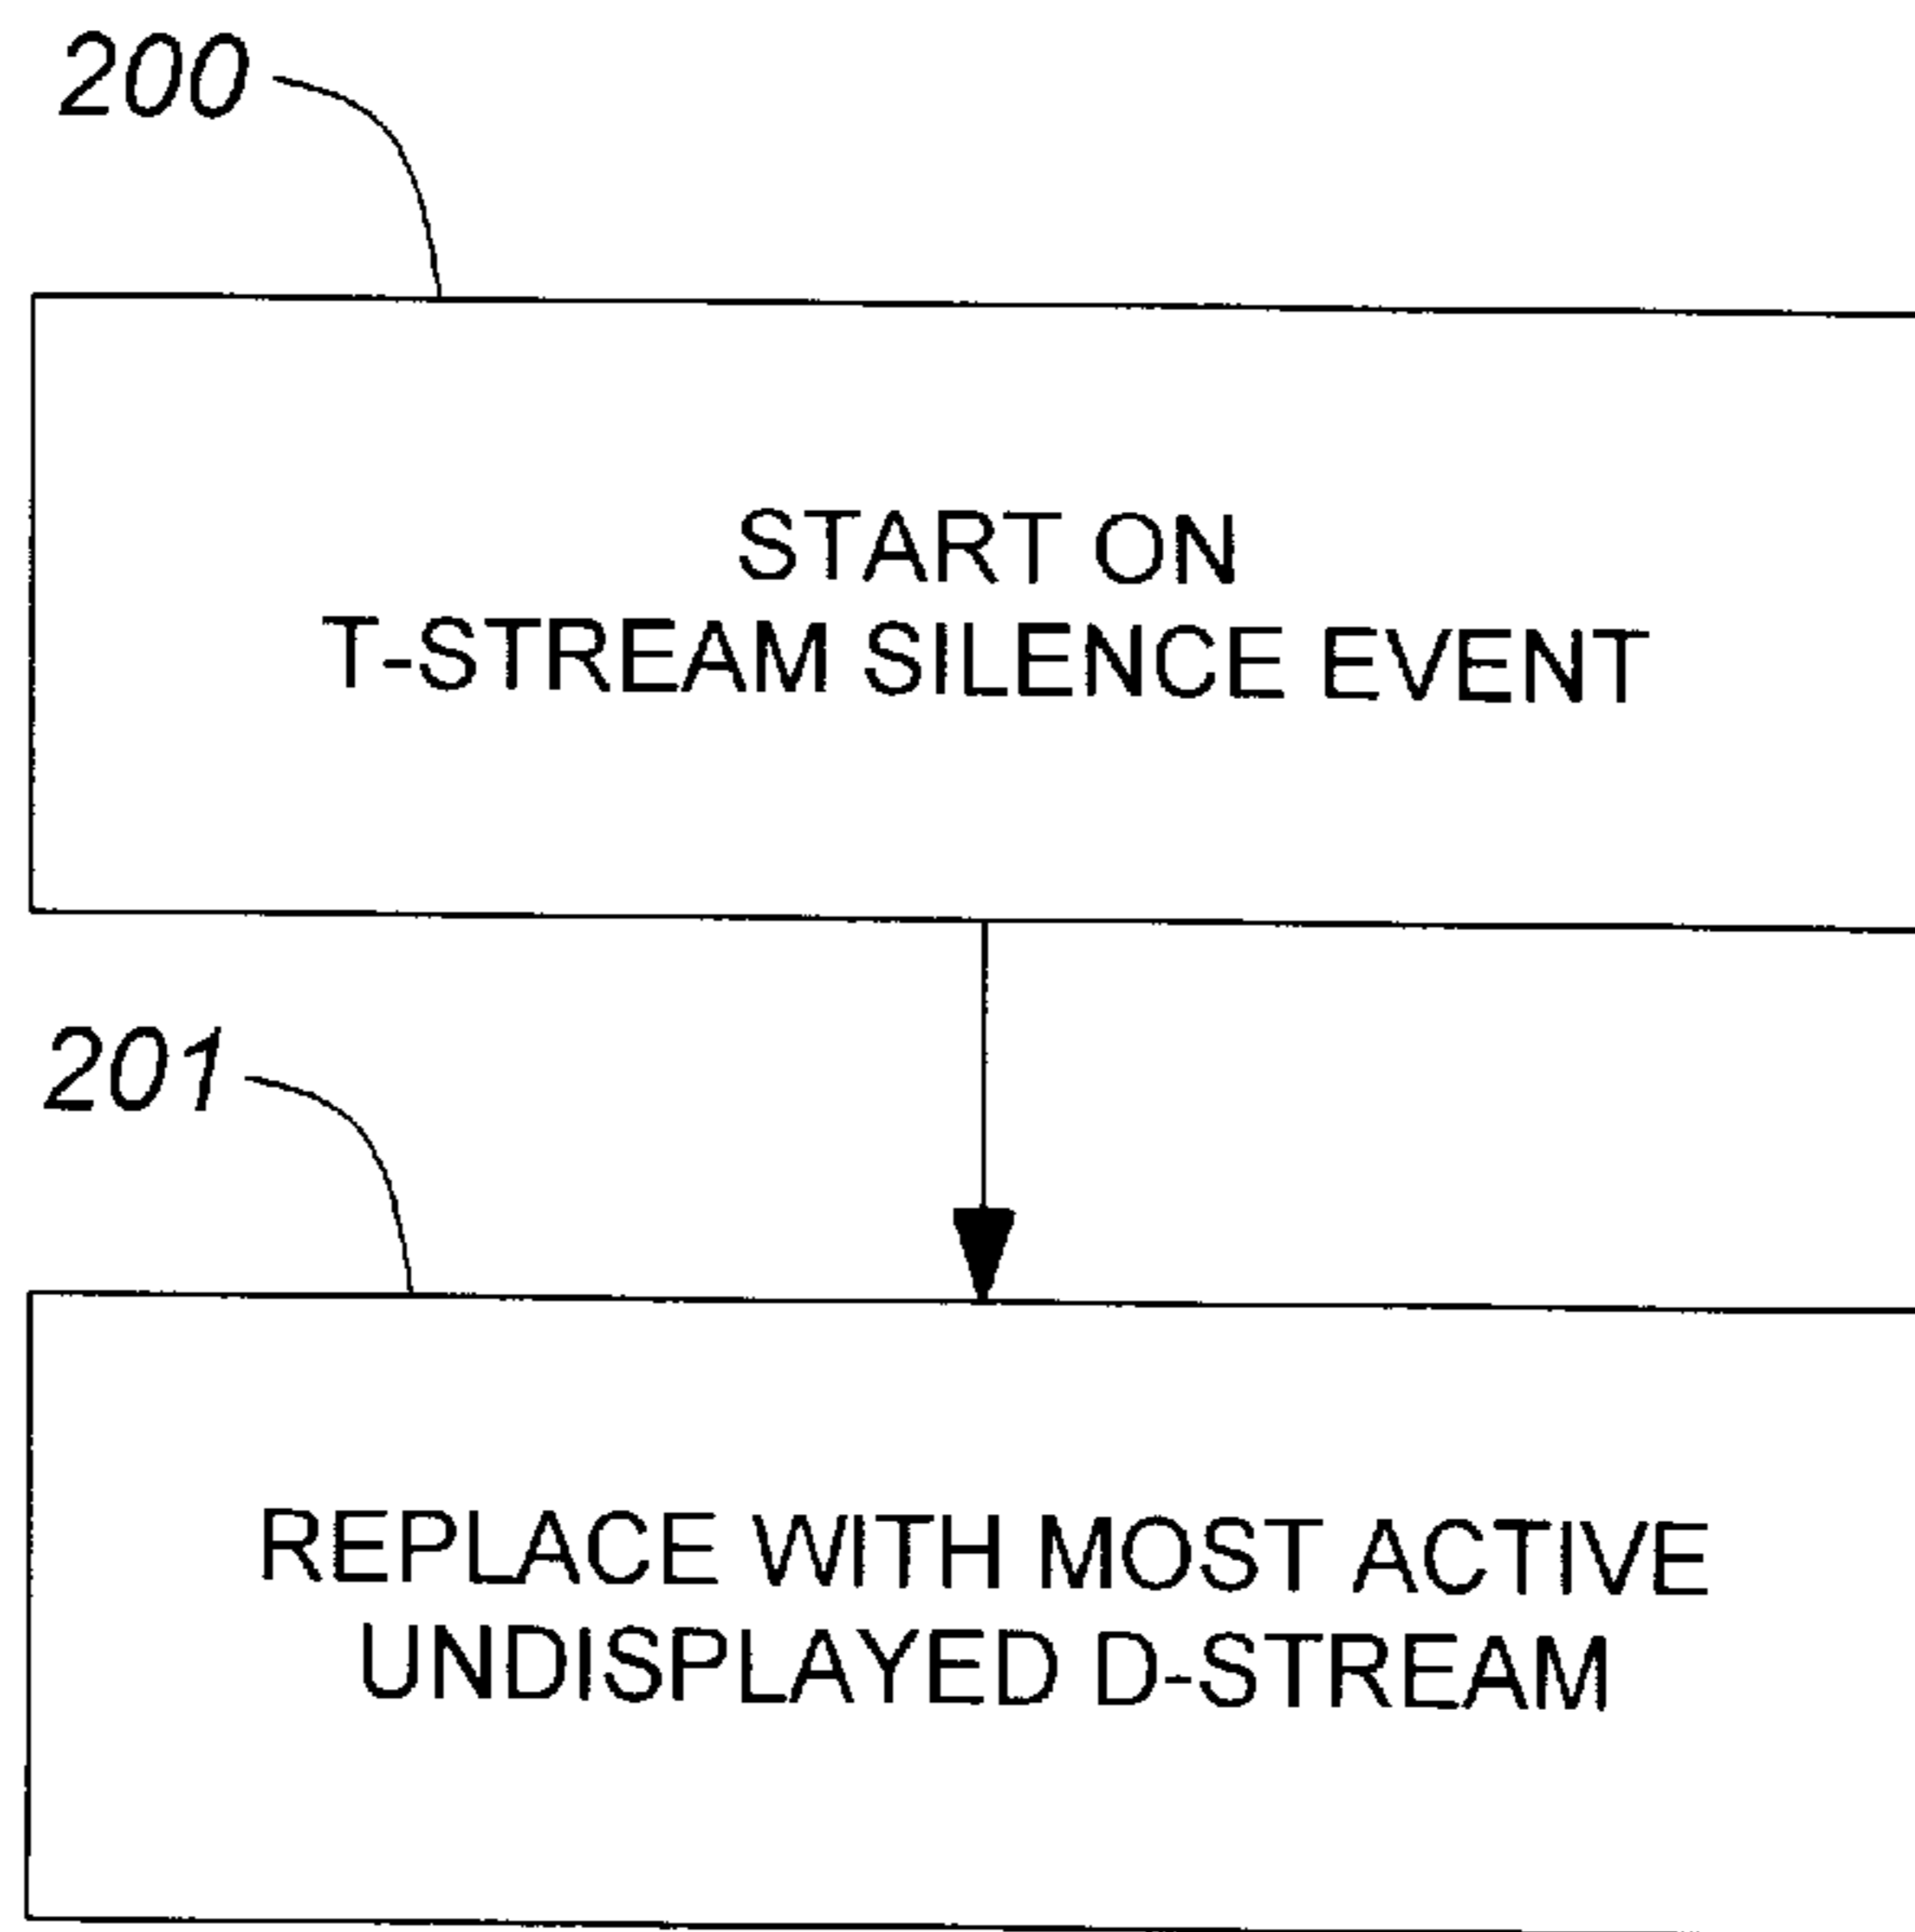 200
START ON
T-STREAM SILENCE EVENT
201
REPLACE WITH MOST ACTIVE
UNDISPLAYED D-STREAM